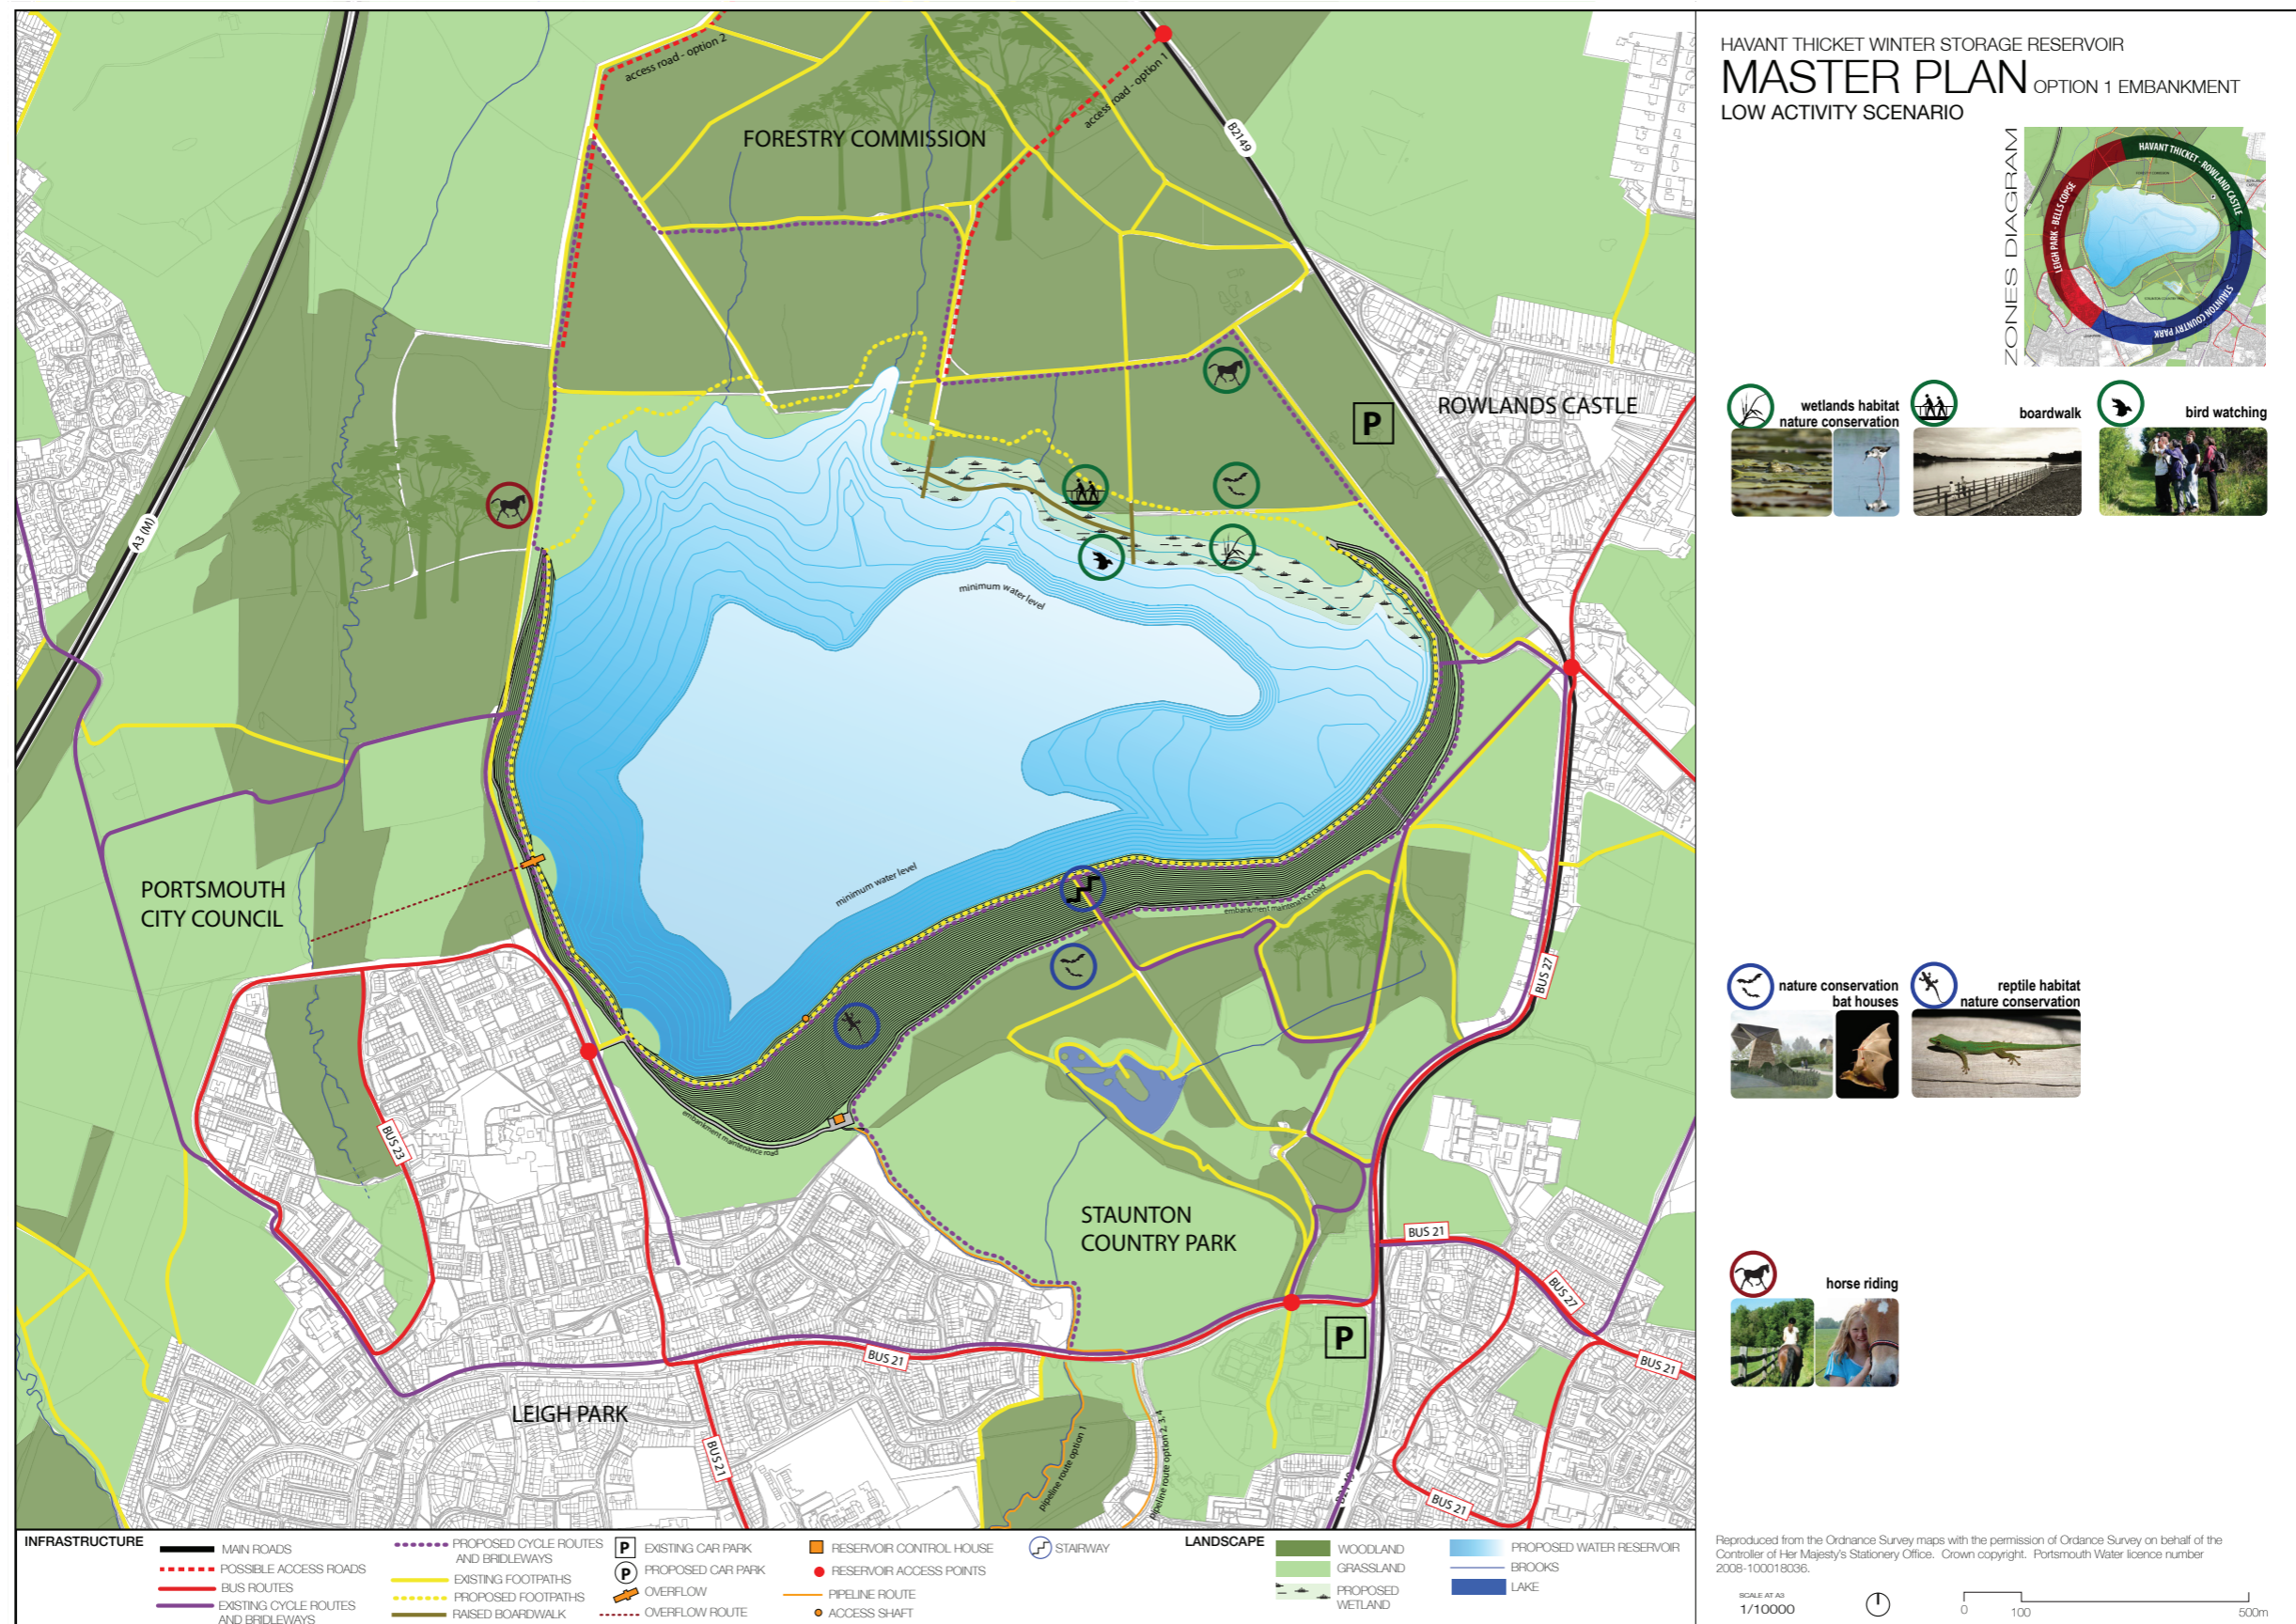 HAVANT THICKET WINTER STORAGE RESERVOIR
MASTER PLAN OPTION 1 EMBANKMENT
LOW ACTIVITY SCENARIO
ZONES DIAGRAM
HAVANT THICKET - ROWLAND CASTLE
LEIGH PARK - BELLS COPSE
STAUNTON COUNTRY PARK
wetlands habitat
nature conservation
boardwalk
bird watching
nature conservation
bat houses
reptile habitat
nature conservation
horse riding
access road - option 2
access road - option 1
FORESTRY COMMISSION
B2149
A3 (M)
P
ROWLANDS CASTLE
minimum water level
minimum water level
PORTSMOUTH
CITY COUNCIL
embankment maintenance road
embankment maintenance road
BUS 27
BUS 23
STAUNTON
COUNTRY PARK
BUS 21
BUS 27
BUS 21
P
BUS 21
LEIGH PARK
BUS 21
BUS 21
pipeline route option 1
pipeline route option 2, 3, 4
B2149
INFRASTRUCTURE
MAIN ROADS
POSSIBLE ACCESS ROADS
BUS ROUTES
EXISTING CYCLE ROUTES
AND BRIDLEWAYS
PROPOSED CYCLE ROUTES
AND BRIDLEWAYS
EXISTING FOOTPATHS
PROPOSED FOOTPATHS
RAISED BOARDWALK
P EXISTING CAR PARK
P PROPOSED CAR PARK
OVERFLOW
OVERFLOW ROUTE
RESERVOIR CONTROL HOUSE
RESERVOIR ACCESS POINTS
PIPELINE ROUTE
ACCESS SHAFT
STAIRWAY
LANDSCAPE
WOODLAND
GRASSLAND
PROPOSED
WETLAND
PROPOSED WATER RESERVOIR
BROOKS
LAKE
Reproduced from the Ordnance Survey maps with the permission of Ordance Survey on behalf of the
Controller of Her Majesty's Stationery Office. Crown copyright. Portsmouth Water licence number
2008-100018036.
SCALE AT A3
1/10000
0 100 500m